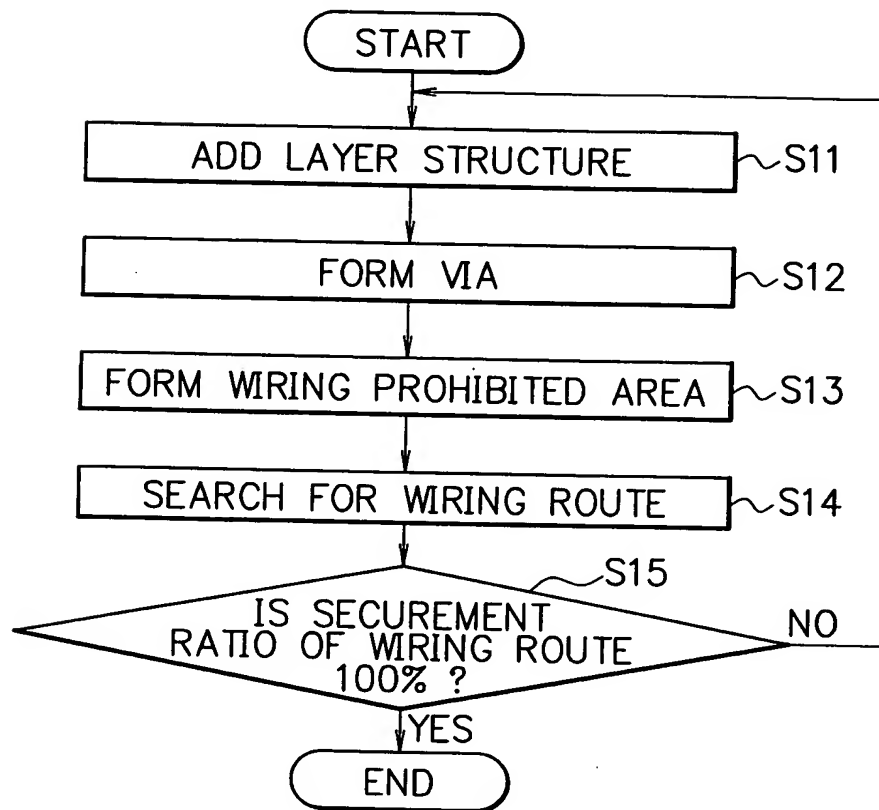 START
ADD LAYER STRUCTURE
S11
FORM VIA
S12
FORM WIRING PROHIBITED AREA
S13
SEARCH FOR WIRING ROUTE
S14
S15
IS SECUREMENT
RATIO OF WIRING ROUTE
100% ?
NO
YES
END